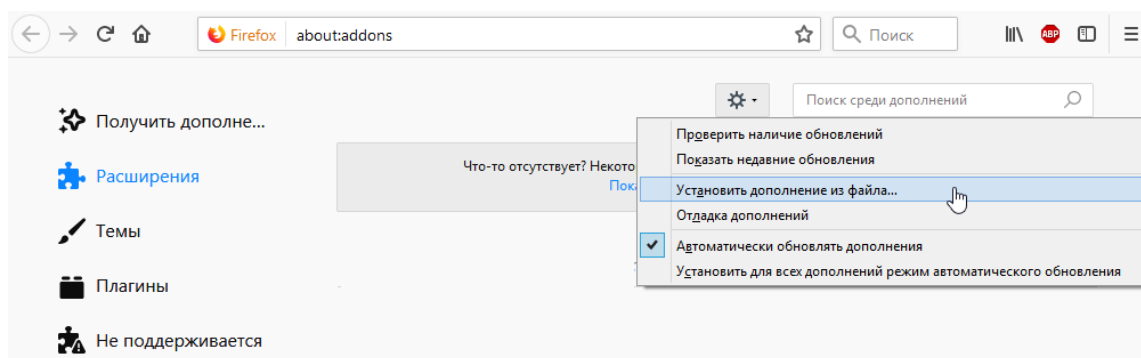 Firefox about:addons
Поиск
ABP
Поиск среди дополнений
Получить дополне...
Расширения
Темы
Плагины
Не поддерживается
Что-то отсутствует?
Проверить наличие обновлений
Показать недавние обновления
Установить дополнение из файла...
Отладка дополнений
Автоматически обновлять дополнения
Установить для всех дополнений режим автоматического обновления